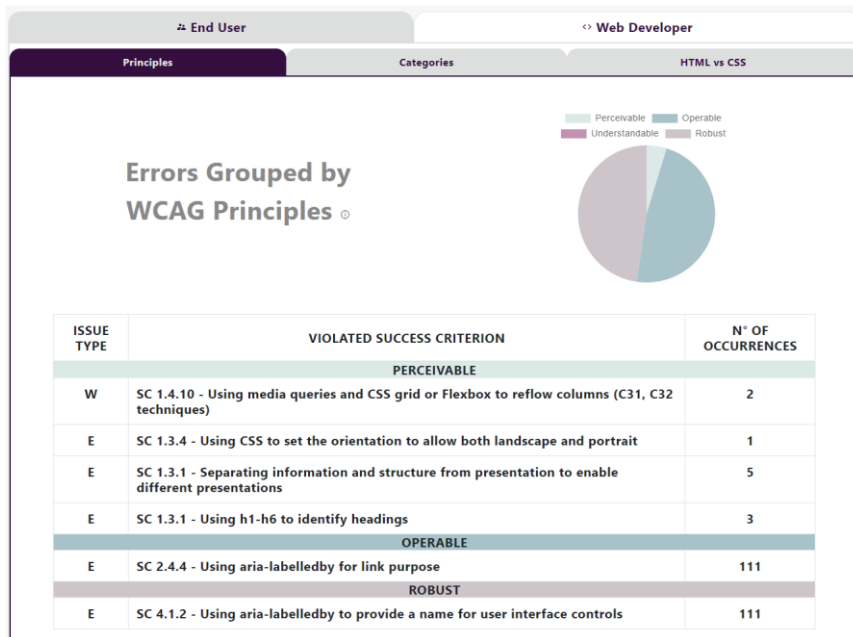 End User
<> Web Developer
Principles
Categories
HTML vs CSS
Perceivable
Operable
Understandable
Robust
Errors Grouped by
WCAG Principles
ISSUE
TYPE
VIOLATED SUCCESS CRITERION
N° OF
OCCURRENCES
PERCEIVABLE
W
SC 1.4.10 - Using media queries and CSS grid or Flexbox to reflow columns (C31, C32
techniques)
2
E
SC 1.3.4 - Using CSS to set the orientation to allow both landscape and portrait
1
E
SC 1.3.1 - Separating information and structure from presentation to enable
different presentations
5
E
SC 1.3.1 - Using h1-h6 to identify headings
3
OPERABLE
E
SC 2.4.4 - Using aria-labelledby for link purpose
111
ROBUST
E
SC 4.1.2 - Using aria-labelledby to provide a name for user interface controls
111